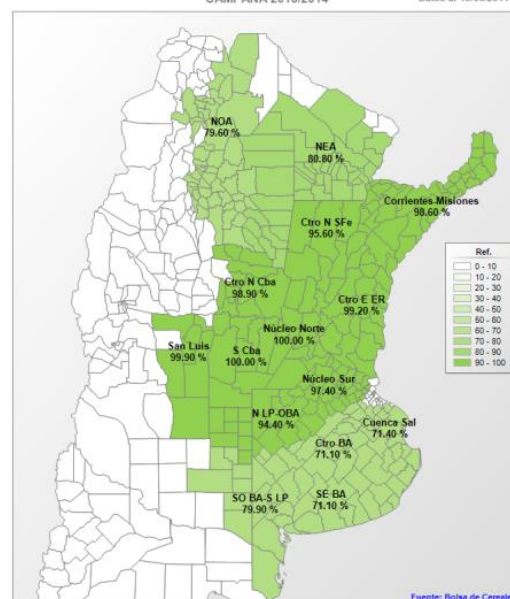 CAMPAÑA 2013/2014
NOA
79.60 %
NEA
80.80 %
Corrientes-Misiones
98.60 %
Ctro N SFe
95.60 %
Ref.
0 - 10
10 - 20
20 - 30
30 - 40
40 - 50
50 - 60
60 - 70
70 - 80
80 - 90
90 - 100
Ctro N Cba
98.90 %
Ctro E ER
99.20 %
Núcleo Norte
100.00 %
San Luis
99.90 %
S Cba
100.00 %
Núcleo Sur
97.40 %
N LP-OBA
94.40 %
Cuenca Sal
71.40 %
Ctro BA
71.10 %
SO BA-S LP
79.90 %
SE BA
71.10 %
Fuente: Bolsa de Cereale